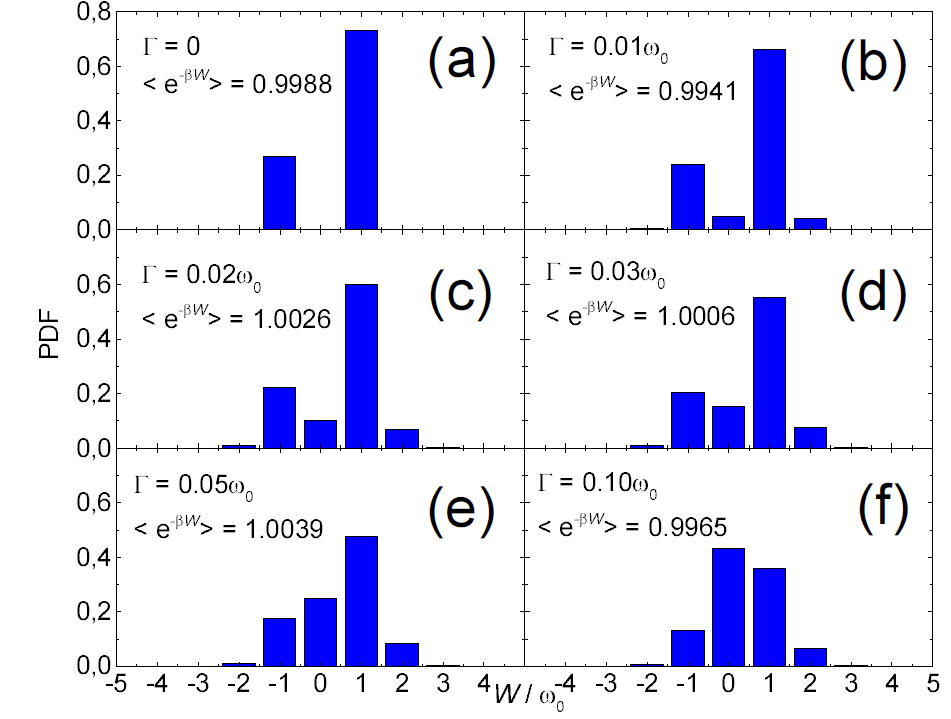 0,8
0,6
0,4
0,2
0,0
Γ = 0
< e^-βW> = 0.9988
(a)
Γ = 0.01ω₀
< e^-βW> = 0.9941
(b)
0,6
0,4
0,2
0,0
Γ = 0.02ω₀
< e^-βW> = 1.0026
(c)
Γ = 0.03ω₀
< e^-βW> = 1.0006
(d)
PDF
0,6
0,4
0,2
0,0
Γ = 0.05ω₀
< e^-βW> = 1.0039
(e)
Γ = 0.10ω₀
< e^-βW> = 0.9965
(f)
-5 -4 -3 -2 -1 0 1 2 3 4 -4 -3 -2 -1 0 1 2 3 4 5
W / ω₀